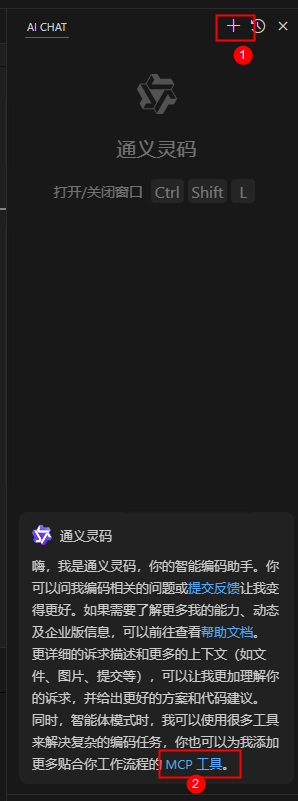 AI CHAT
1
通义灵码
打开/关闭窗口 Ctrl Shift L
通义灵码
嗨，我是通义灵码，你的智能编码助手。你
可以问我编码相关的问题或提交反馈让我变
得更好。如果需要了解更多我的能力、动态
及企业版信息，可以前往查看帮助文档。
更详细的诉求描述和更多的上下文（如文
件、图片、提交等），可以让我更加理解你
的诉求，并给出更好的方案和代码建议。
同时，智能体模式时，我可以使用很多工具
来解决复杂的编码任务，你也可以为我添加
更多贴合你工作流程的 MCP 工具。
2